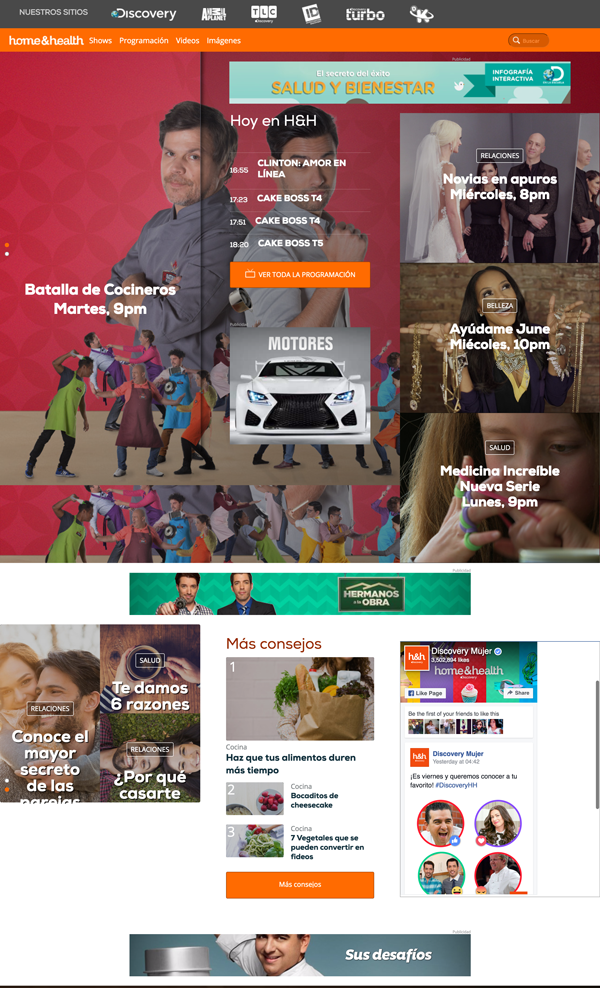 NUESTROS SITIOS
Discovery
ANIMAL PLANET
TLC
Discovery
ID
Discovery
turbo
K
home&health
Shows
Programación
Videos
Imágenes
Buscar
Publicidad
El secreto del éxito
SALUD Y BIENESTAR
INFOGRAFÍA
INTERACTIVA
Hoy en H&H
16:55 CLINTON: AMOR EN
LÍNEA
17:23 CAKE BOSS T4
17:51 CAKE BOSS T4
18:20 CAKE BOSS T5
VER TODA LA PROGRAMACIÓN
Batalla de Cocineros
Martes, 9pm
Publicidad
MOTORES
RELACIONES
Novias en apuros
Miércoles, 8pm
BELLEZA
Ayúdame June
Miécoles, 10pm
SALUD
Medicina Increíble
Nueva Serie
Lunes, 9pm
Publicidad
HERMANOS
a la OBRA
RELACIONES
Conoce el
mayor
secreto
de las
parejas
SALUD
Te damos
6 razones
RELACIONES
¿Por qué
casarte
Más consejos
1
Cocina
Haz que tus alimentos duren
más tiempo
2
Cocina
Bocaditos de
cheesecake
3
Cocina
7 Vegetales que se
pueden convertir en
fideos
Más consejos
h&h
Discovery Mujer
3,502,894 likes
home&health
Like Page
Share
Be the first of your friends to like this
h&h
Discovery Mujer
Yesterday at 04:42
¡Es viernes y queremos conocer a tu
favorito! #DiscoveryHH
Publicidad
Sus desafíos